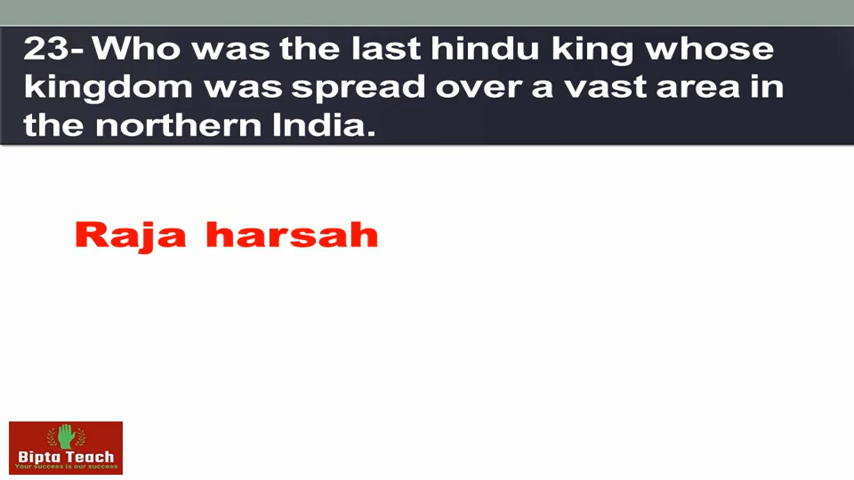 23- Who was the last hindu king whose
kingdom was spread over a vast area in
the northern India.
Raja harsah
Bipta Teach
Your success is our success